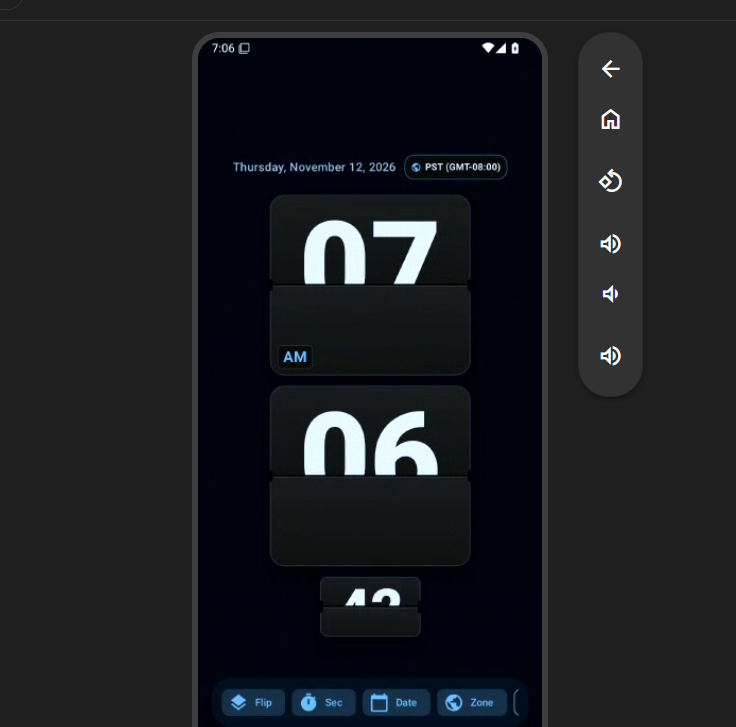 7:06
Thursday, November 12, 2026 PST (GMT-08:00)
07
AM
06
Flip Sec Date Zone